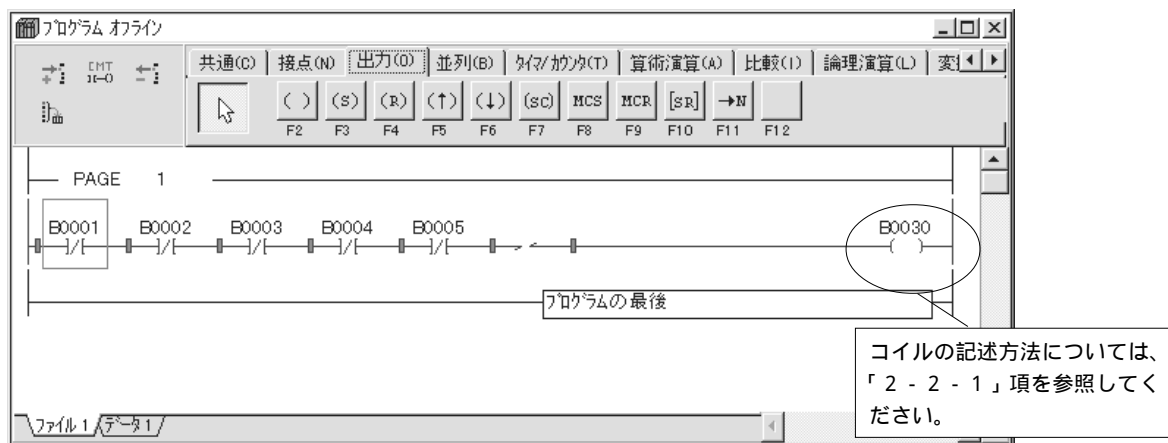 プログラム オフライン
共通(C) 接点(N) 出力(O) 並列(B) タイマ/カウンタ(T) 算術演算(A) 比較(I) 論理演算(L)
CMT
( ) (S) (R) (↑) (↓) (SC) MCS MCR [SR] →N
F2 F3 F4 F5 F6 F7 F8 F9 F10 F11 F12
PAGE 1
B0001 B0002 B0003 B0004 B0005 B0030
プログラムの最後
コイルの記述方法については、
「2-2-1」項を参照してく
ださい。
ファイル 1 データ 1